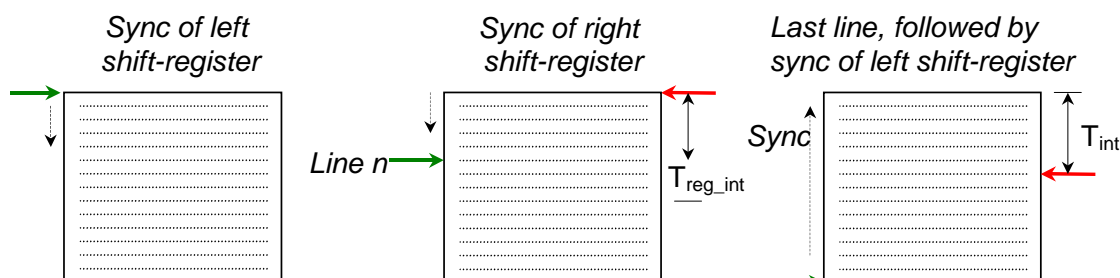 Sync of left
shift-register
Sync of right
shift-register
Last line, followed by
sync of left shift-register
Line n
T_reg_int
Sync
T_int